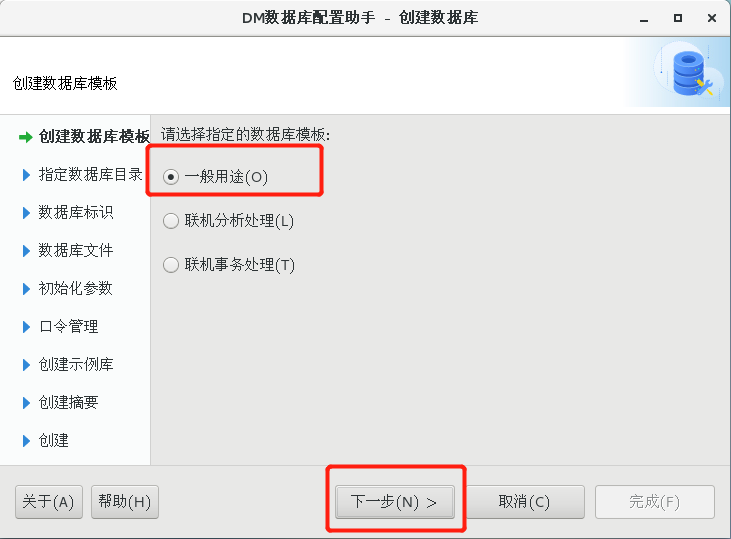 DM数据库配置助手 - 创建数据库
创建数据库模板
创建数据库模板
指定数据库目录
数据库标识
数据库文件
初始化参数
口令管理
创建示例库
创建摘要
创建
请选择指定的数据库模板:
一般用途(O)
联机分析处理(L)
联机事务处理(T)
关于(A) 帮助(H) 下一步(N) > 取消(C) 完成(F)